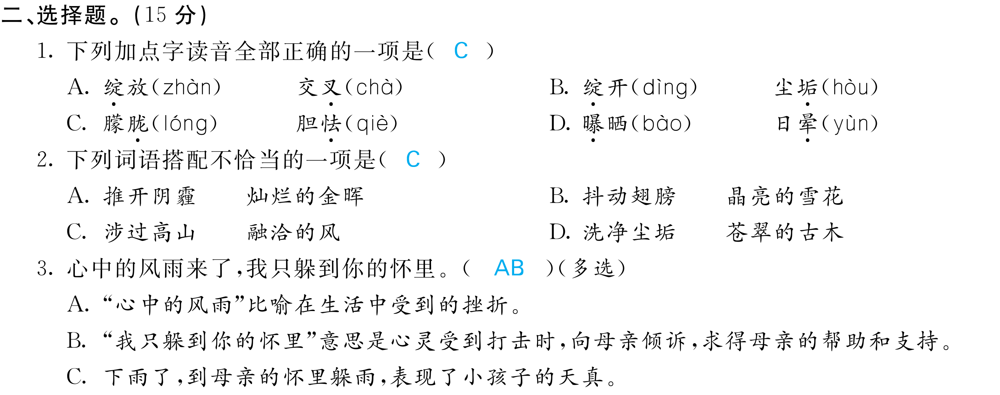 二、选择题。(15 分)
1. 下列加点字读音全部正确的一项是( C )
A. 绽放(zhàn) 交叉(chà) B. 绽开(dìng) 尘垢(hòu)
C. 朦胧(lóng) 胆怯(qiè) D. 曝晒(bào) 日晕(yùn)
2. 下列词语搭配不恰当的一项是( C )
A. 推开阴霾 灿烂的金晖 B. 抖动翅膀 晶亮的雪花
C. 涉过高山 融洽的风 D. 洗净尘垢 苍翠的古木
3. 心中的风雨来了,我只躲到你的怀里。( AB )(多选)
A. “心中的风雨”比喻在生活中受到的挫折。
B. “我只躲到你的怀里”意思是心灵受到打击时,向母亲倾诉,求得母亲的帮助和支持。
C. 下雨了,到母亲的怀里躲雨,表现了小孩子的天真。